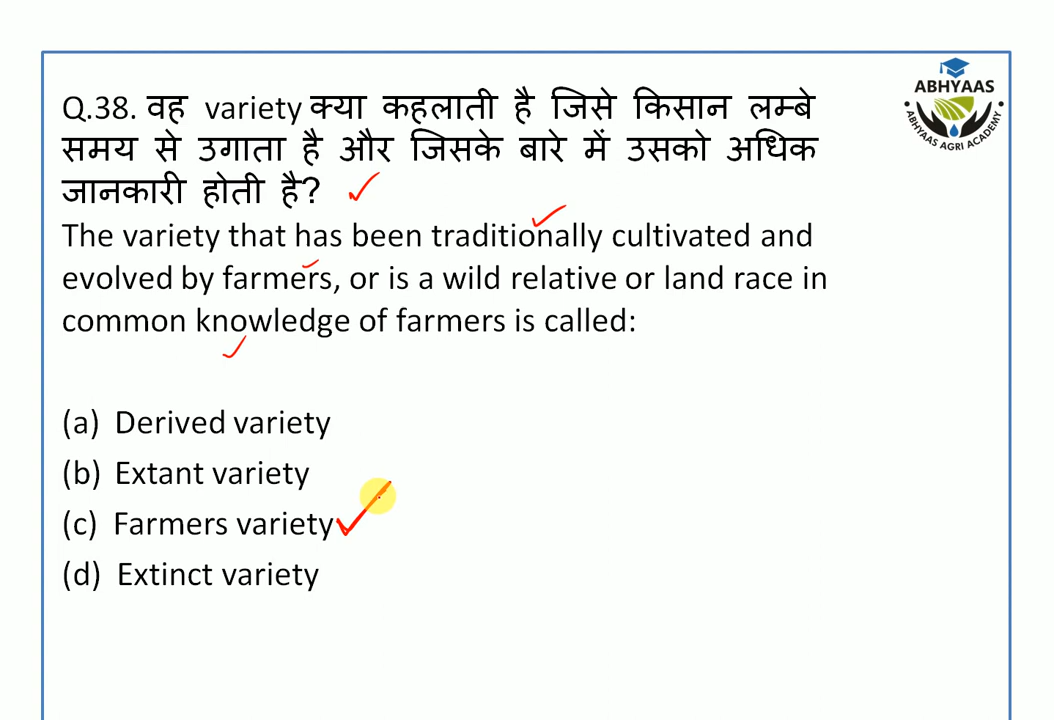 ABHYAAS
ABHYAAS AGRI ACADEMY
Q.38. वह variety क्या कहलाती है जिसे किसान लम्बे
समय से उगाता है और जिसके बारे में उसको अधिक
जानकारी होती है?
The variety that has been traditionally cultivated and
evolved by farmers, or is a wild relative or land race in
common knowledge of farmers is called:
(a) Derived variety
(b) Extant variety
(c) Farmers variety
(d) Extinct variety